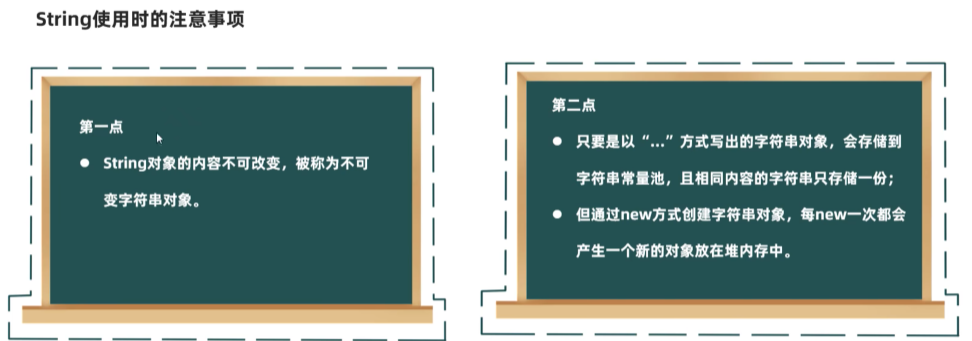 String使用时的注意事项
第一点
● String对象的内容不可改变，被称为不可
变字符串对象。
第二点
● 只要是以“...”方式写出的字符串对象，会存储到
字符串常量池，且相同内容的字符串只存储一份；
● 但通过new方式创建字符串对象，每new一次都会
产生一个新的对象放在堆内存中。